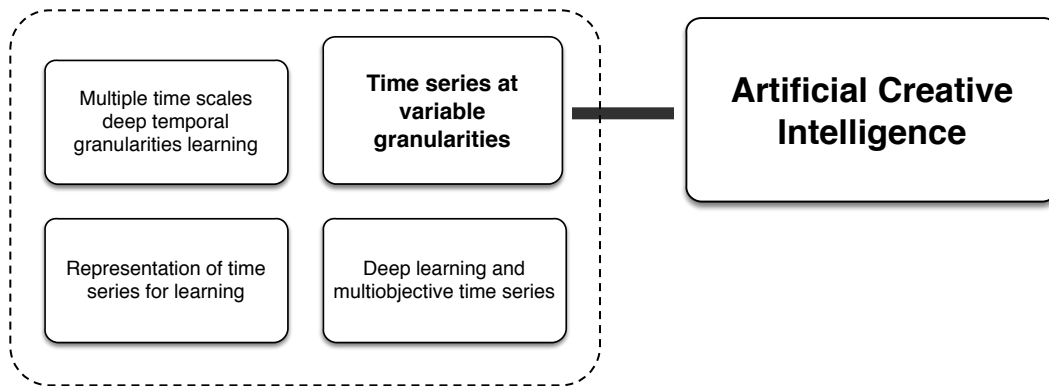 Multiple time scales
deep temporal
granularities learning
Time series at
variable
granularities
Representation of time
series for learning
Deep learning and
multiobjective time series
Artificial Creative
Intelligence